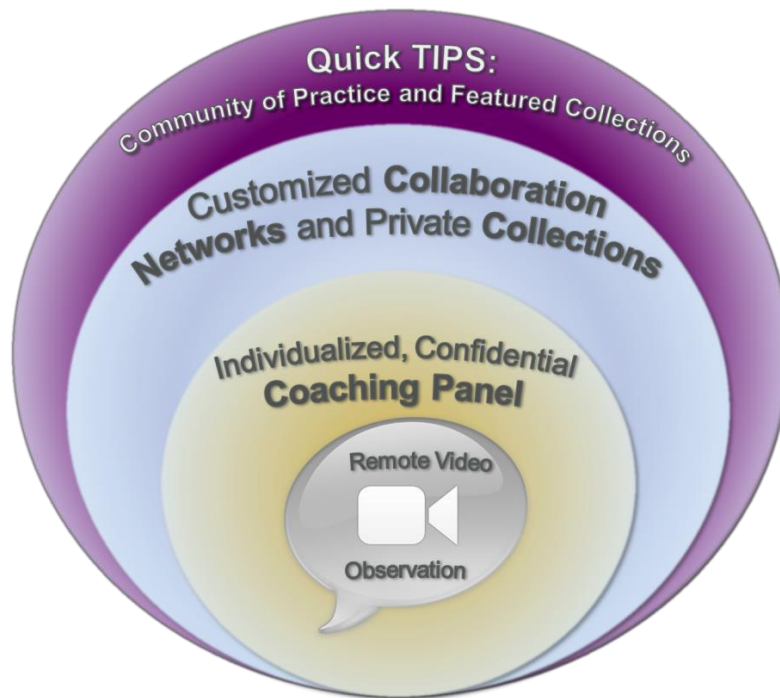 Quick TIPS:
Community of Practice and Featured Collections
Customized Collaboration
Networks and Private Collections
Individualized, Confidential
Coaching Panel
Remote Video
Observation